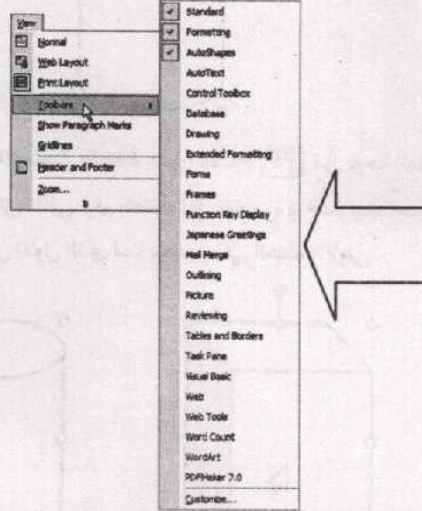 View
Normal
Web Layout
Print Layout
Toolbars
Show Paragraph Marks
Gridlines
Header and Footer
Zoom...
Standard
Formatting
AutoShapes
AutoText
Control Toolbox
Database
Drawing
Extended Formatting
Forms
Frames
Function Key Display
Japanese Greetings
Mail Merge
Outlining
Picture
Reviewing
Tables and Borders
Task Pane
Visual Basic
Web
Web Tools
Word Count
WordArt
PDFMaker 7.0
Customize...